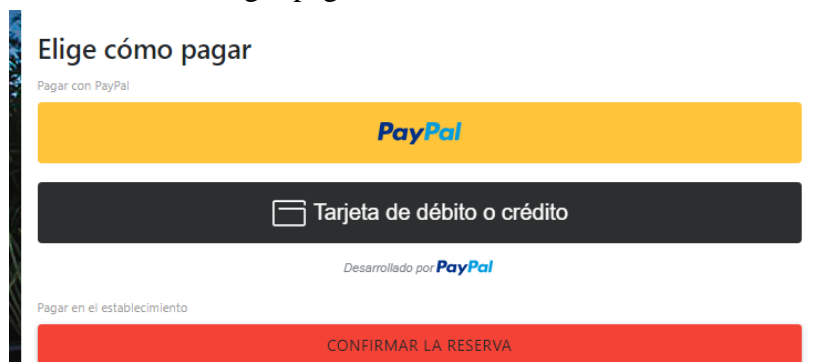 Elige cómo pagar
Pagar con PayPal
PayPal
Tarjeta de débito o crédito
Desarrollado por PayPal
Pagar en el establecimiento
CONFIRMAR LA RESERVA